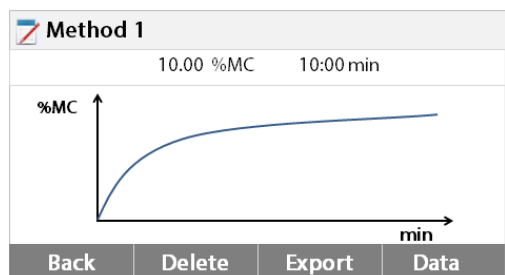 Method 1
10.00 %MC 10:00 min
%MC
min
Back Delete Export Data